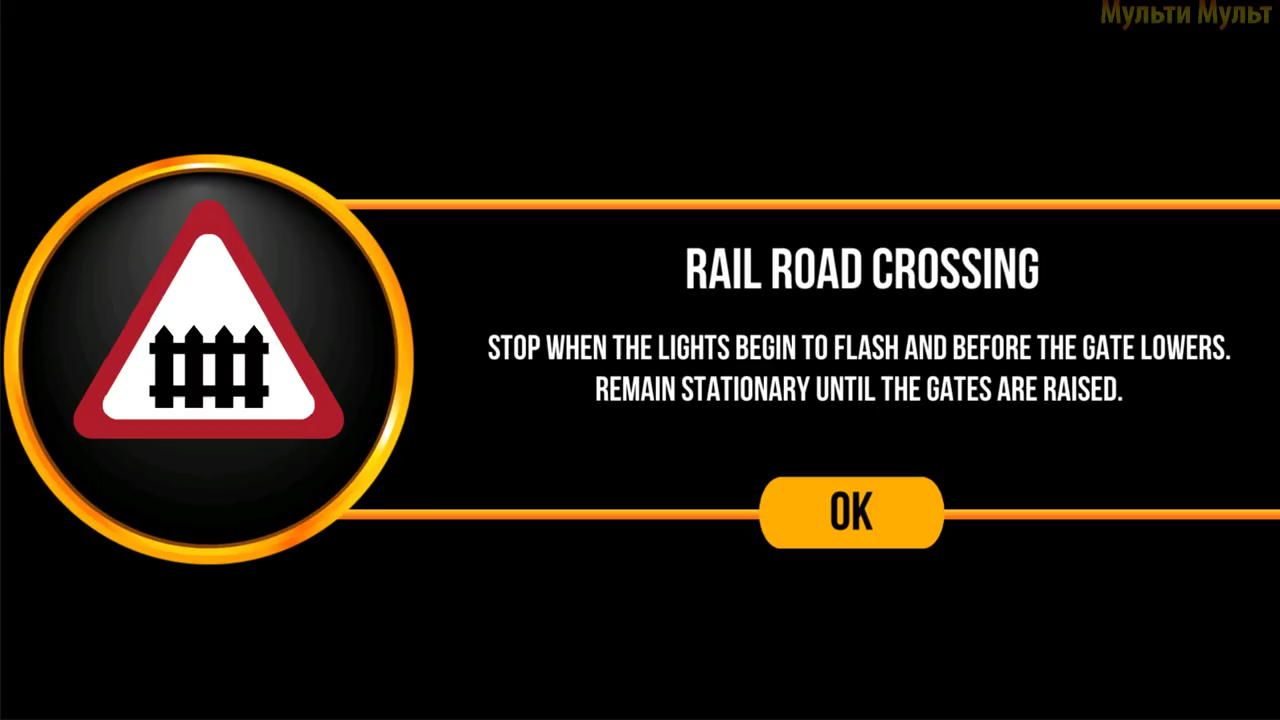 Мульти Мульт
RAIL ROAD CROSSING
STOP WHEN THE LIGHTS BEGIN TO FLASH AND BEFORE THE GATE LOWERS.
REMAIN STATIONARY UNTIL THE GATES ARE RAISED.
OK